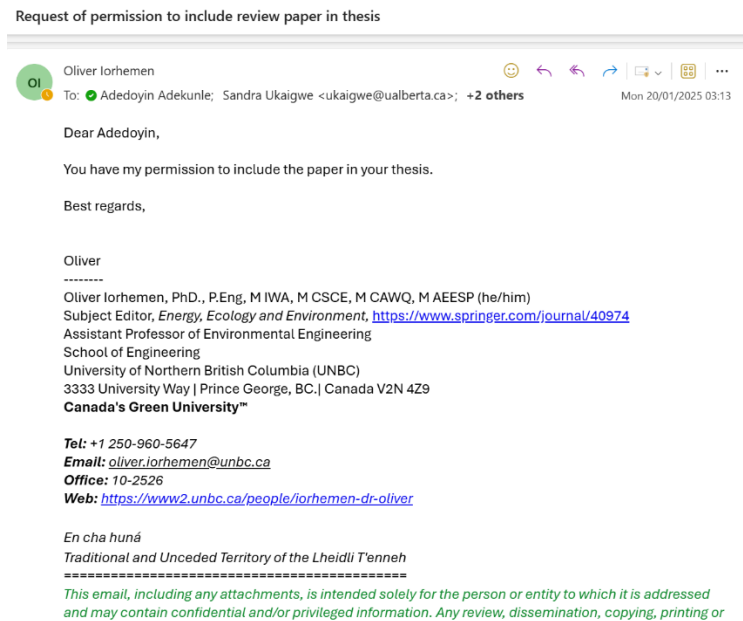 Request of permission to include review paper in thesis
OI
Oliver Iorhemen
To: Adedoyin Adekunle; Sandra Ukaigwe <ukaigwe@ualberta.ca>; +2 others
Mon 20/01/2025 03:13
Dear Adedoyin,
You have my permission to include the paper in your thesis.
Best regards,
Oliver
--------
Oliver Iorhemen, PhD., P.Eng, M IWA, M CSCE, M CAWQ, M AEESP (he/him)
Subject Editor, Energy, Ecology and Environment, https://www.springer.com/journal/40974
Assistant Professor of Environmental Engineering
School of Engineering
University of Northern British Columbia (UNBC)
3333 University Way | Prince George, BC.| Canada V2N 4Z9
Canada's Green University™
Tel: +1 250-960-5647
Email: oliver.iorhemen@unbc.ca
Office: 10-2526
Web: https://www2.unbc.ca/people/iorhemen-dr-oliver
En cha huná
Traditional and Unceded Territory of the Lheidli T'enneh
============================================
This email, including any attachments, is intended solely for the person or entity to which it is addressed
and may contain confidential and/or privileged information. Any review, dissemination, copying, printing or